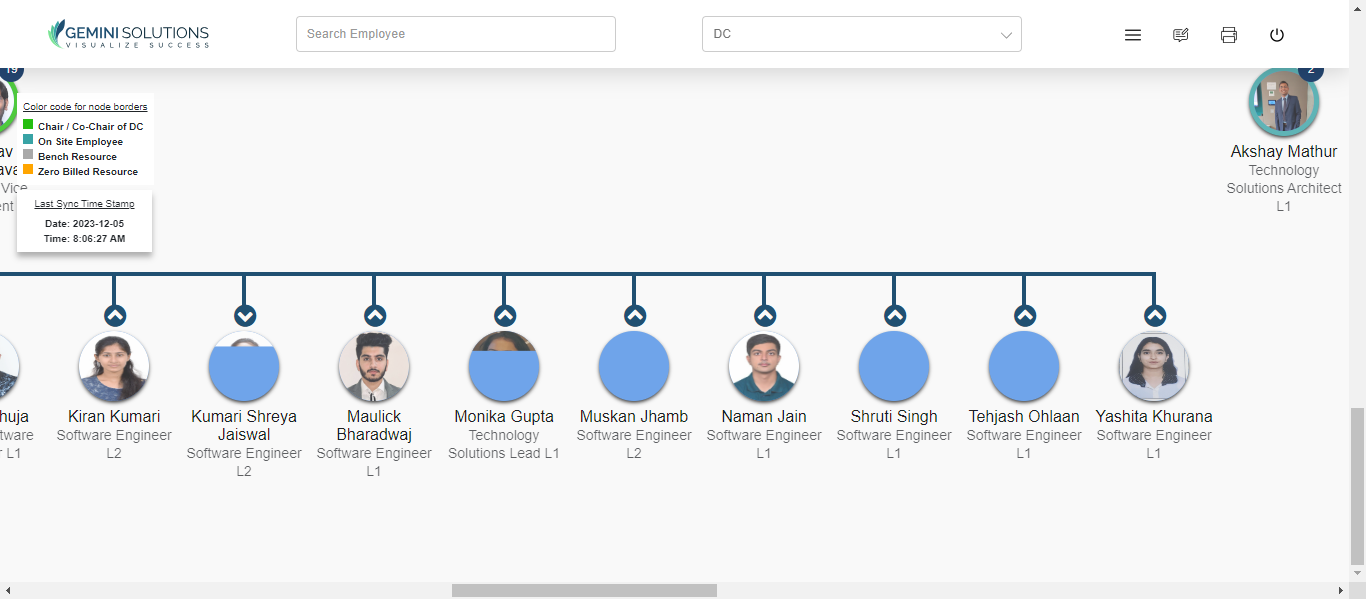 GEMINI SOLUTIONS
VISUALIZE SUCCESS
Search Employee
DC
19
2
Color code for node borders
Chair / Co-Chair of DC
On Site Employee
Bench Resource
Zero Billed Resource
Vice
Last Sync Time Stamp
Date: 2023-12-05
Time: 8:06:27 AM
Akshay Mathur
Technology
Solutions Architect
L1
L1
Kiran Kumari
Software Engineer
L2
Kumari Shreya
Jaiswal
Software Engineer
L2
Maulick
Bharadwaj
Software Engineer
L1
Monika Gupta
Technology
Solutions Lead L1
Muskan Jhamb
Software Engineer
L2
Naman Jain
Software Engineer
L1
Shruti Singh
Software Engineer
L1
Tehjash Ohlaan
Software Engineer
L1
Yashita Khurana
Software Engineer
L1